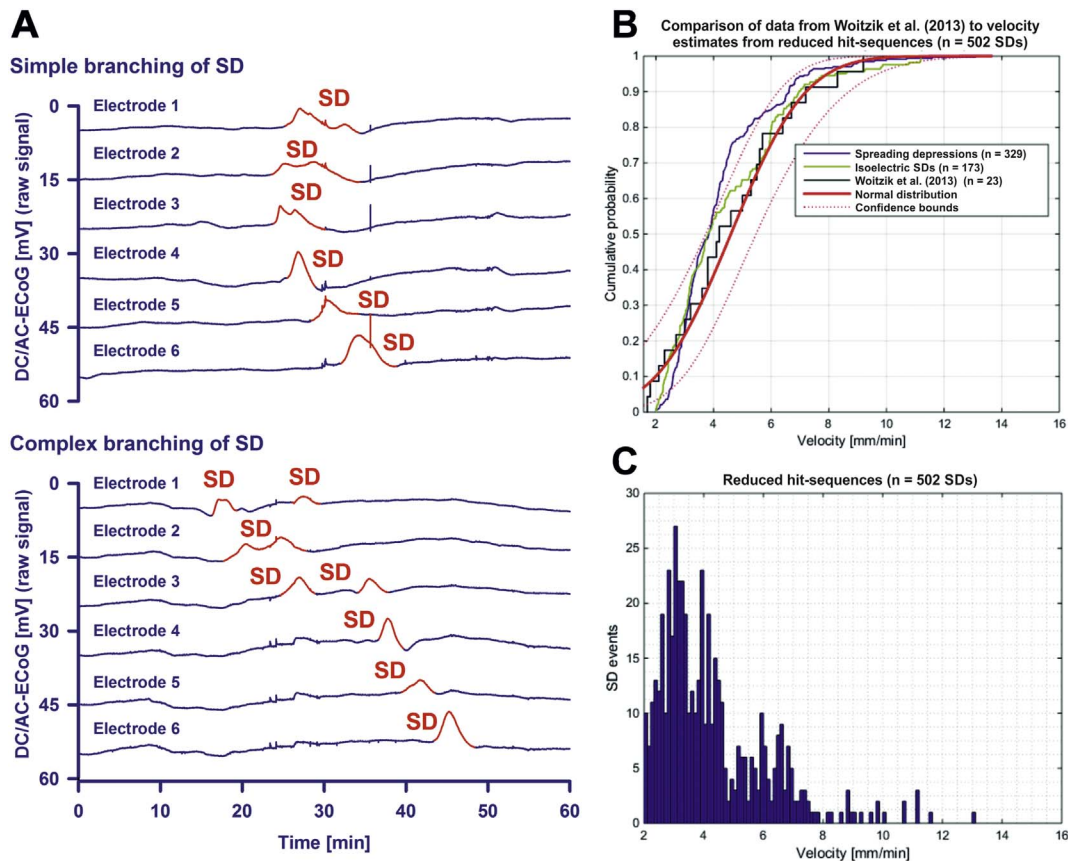 A
Simple branching of SD
DC/AC-ECoG [mV] (raw signal)
0
15
30
45
60
Electrode 1
SD
Electrode 2
SD
Electrode 3
SD
Electrode 4
SD
Electrode 5
SD
Electrode 6
SD
Complex branching of SD
DC/AC-ECoG [mV] (raw signal)
0
15
30
45
60
Electrode 1
SD
SD
Electrode 2
SD
Electrode 3
SD
SD
Electrode 4
SD
Electrode 5
SD
Electrode 6
SD
0 10 20 30 40 50 60
Time [min]
B
Comparison of data from Woitzik et al. (2013) to velocity
estimates from reduced hit-sequences (n = 502 SDs)
Cumulative probability
1
0.9
0.8
0.7
0.6
0.5
0.4
0.3
0.2
0.1
0
Spreading depressions (n = 329)
Isoelectric SDs (n = 173)
Woitzik et al. (2013) (n = 23)
Normal distribution
Confidence bounds
2 4 6 8 10 12 14 16
Velocity [mm/min]
C
Reduced hit-sequences (n = 502 SDs)
SD events
30
25
20
15
10
5
0
2 4 6 8 10 12 14 16
Velocity [mm/min]